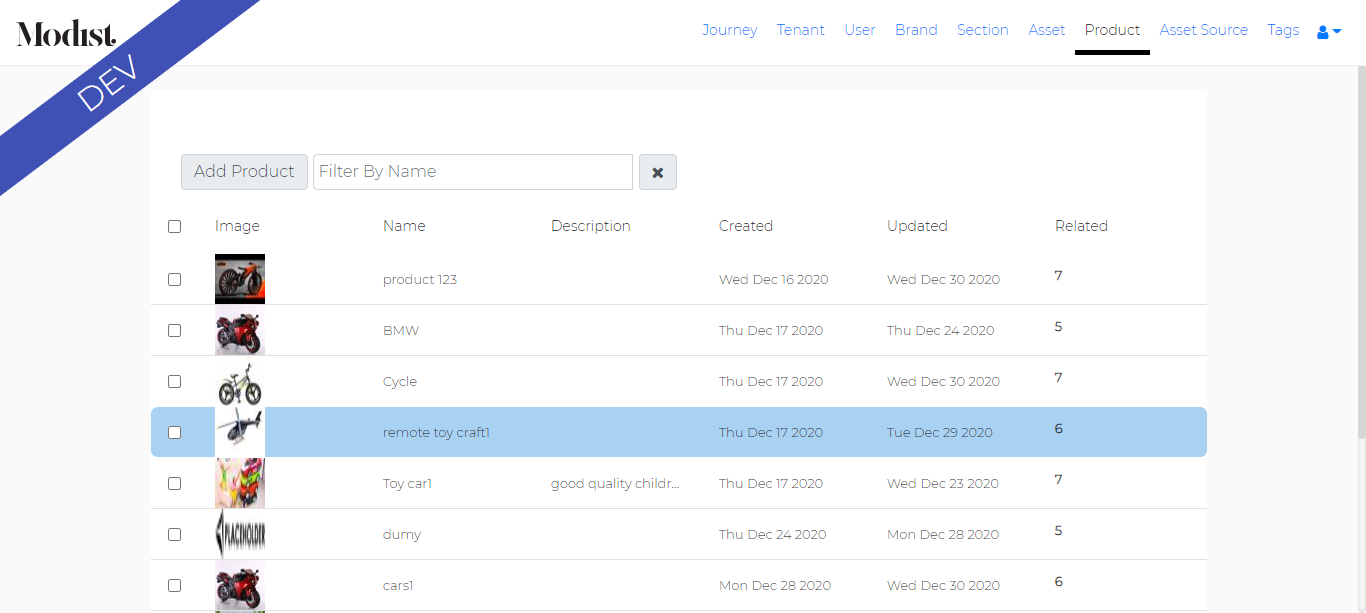 Modist.
DEV
Journey Tenant User Brand Section Asset Product Asset Source Tags
Add Product Filter By Name
Image Name Description Created Updated Related
product 123 Wed Dec 16 2020 Wed Dec 30 2020 7
BMW Thu Dec 17 2020 Thu Dec 24 2020 5
Cycle Thu Dec 17 2020 Wed Dec 30 2020 7
remote toy craft1 Thu Dec 17 2020 Tue Dec 29 2020 6
Toy car1 good quality childr... Thu Dec 17 2020 Wed Dec 23 2020 7
PLACEHOLDER
dumy Thu Dec 24 2020 Mon Dec 28 2020 5
cars1 Mon Dec 28 2020 Wed Dec 30 2020 6